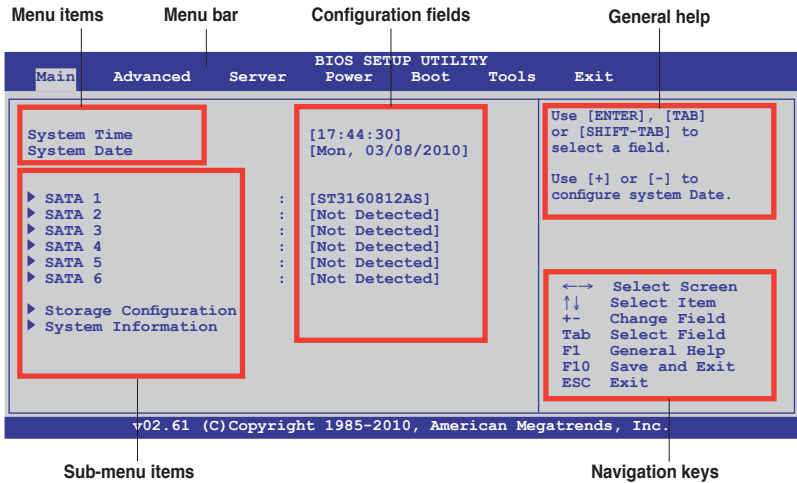 Menu items Menu bar Configuration fields General help
BIOS SETUP UTILITY
Main Advanced Server Power Boot Tools Exit
System Time [17:44:30]
System Date [Mon, 03/08/2010]
SATA 1 : [ST3160812AS]
SATA 2 : [Not Detected]
SATA 3 : [Not Detected]
SATA 4 : [Not Detected]
SATA 5 : [Not Detected]
SATA 6 : [Not Detected]
Storage Configuration
System Information
Use [ENTER], [TAB]
or [SHIFT-TAB] to
select a field.
Use [+] or [-] to
configure system Date.
←→ Select Screen
↑↓ Select Item
+- Change Field
Tab Select Field
F1 General Help
F10 Save and Exit
ESC Exit
v02.61 (C)Copyright 1985-2010, American Megatrends, Inc.
Sub-menu items Navigation keys